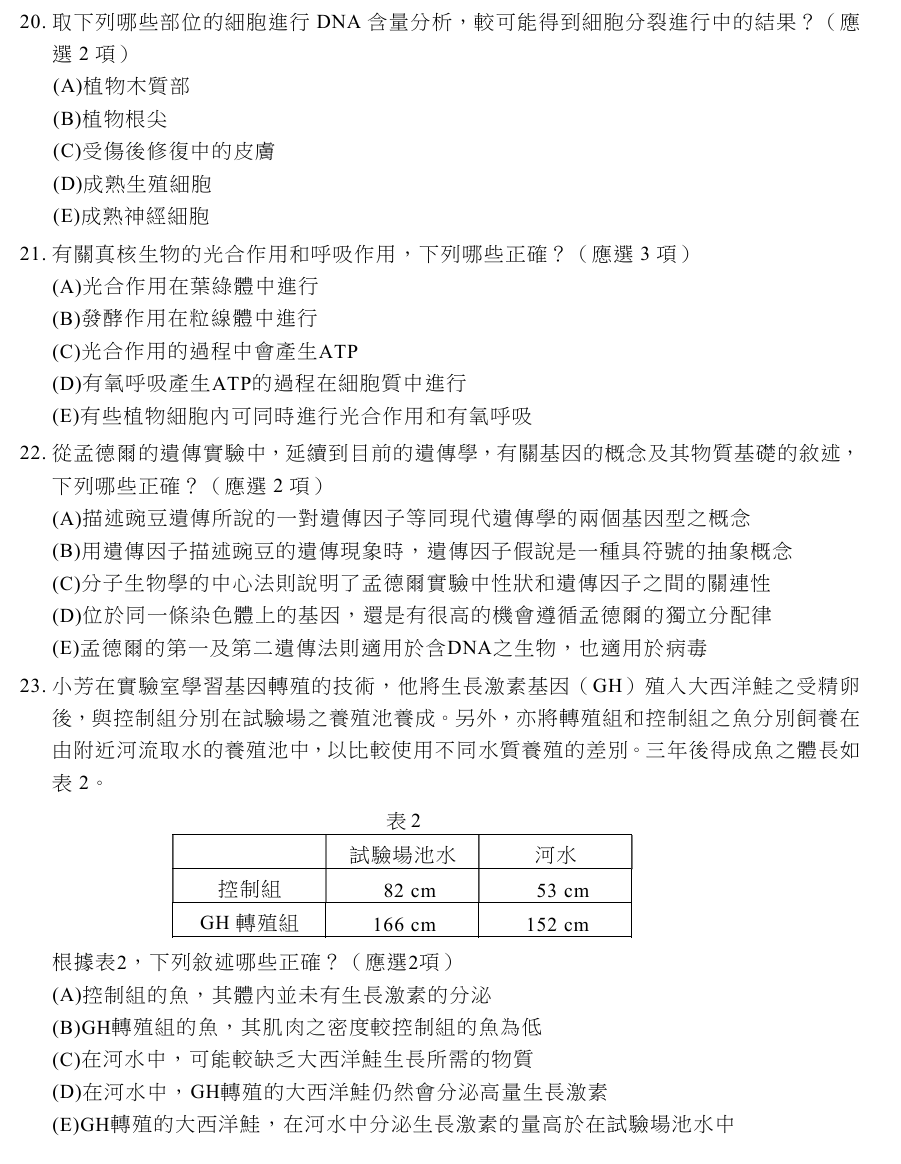 20. 取下列哪些部位的細胞進行 DNA 含量分析，較可能得到細胞分裂進行中的結果？（應
選 2 項）
(A)植物木質部
(B)植物根尖
(C)受傷後修復中的皮膚
(D)成熟生殖細胞
(E)成熟神經細胞
21. 有關真核生物的光合作用和呼吸作用，下列哪些正確？（應選 3 項）
(A)光合作用在葉綠體中進行
(B)發酵作用在粒線體中進行
(C)光合作用的過程中會產生ATP
(D)有氧呼吸產生ATP的過程在細胞質中進行
(E)有些植物細胞內可同時進行光合作用和有氧呼吸
22. 從孟德爾的遺傳實驗中，延續到目前的遺傳學，有關基因的概念及其物質基礎的敘述，
下列哪些正確？（應選 2 項）
(A)描述豌豆遺傳所說的一對遺傳因子等同現代遺傳學的兩個基因型之概念
(B)用遺傳因子描述豌豆的遺傳現象時，遺傳因子假說是一種具符號的抽象概念
(C)分子生物學的中心法則說明了孟德爾實驗中性狀和遺傳因子之間的關連性
(D)位於同一條染色體上的基因，還是有很高的機會遵循孟德爾的獨立分配律
(E)孟德爾的第一及第二遺傳法則適用於含DNA之生物，也適用於病毒
23. 小芳在實驗室學習基因轉殖的技術，他將生長激素基因（GH）殖入大西洋鮭之受精卵
後，與控制組分別在試驗場之養殖池養成。另外，亦將轉殖組和控制組之魚分別飼養在
由附近河流取水的養殖池中，以比較使用不同水質養殖的差別。三年後得成魚之體長如
表 2。
表 2
試驗場池水 河水
控制組 82 cm 53 cm
GH 轉殖組 166 cm 152 cm
根據表2，下列敘述哪些正確？（應選2項）
(A)控制組的魚，其體內並未有生長激素的分泌
(B)GH轉殖組的魚，其肌肉之密度較控制組的魚為低
(C)在河水中，可能較缺乏大西洋鮭生長所需的物質
(D)在河水中，GH轉殖的大西洋鮭仍然會分泌高量生長激素
(E)GH轉殖的大西洋鮭，在河水中分泌生長激素的量高於在試驗場池水中